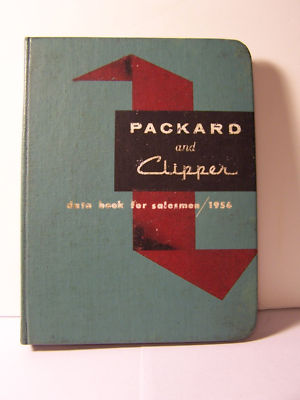 PACKARD
and
Clipper
data book for salesmen/1956